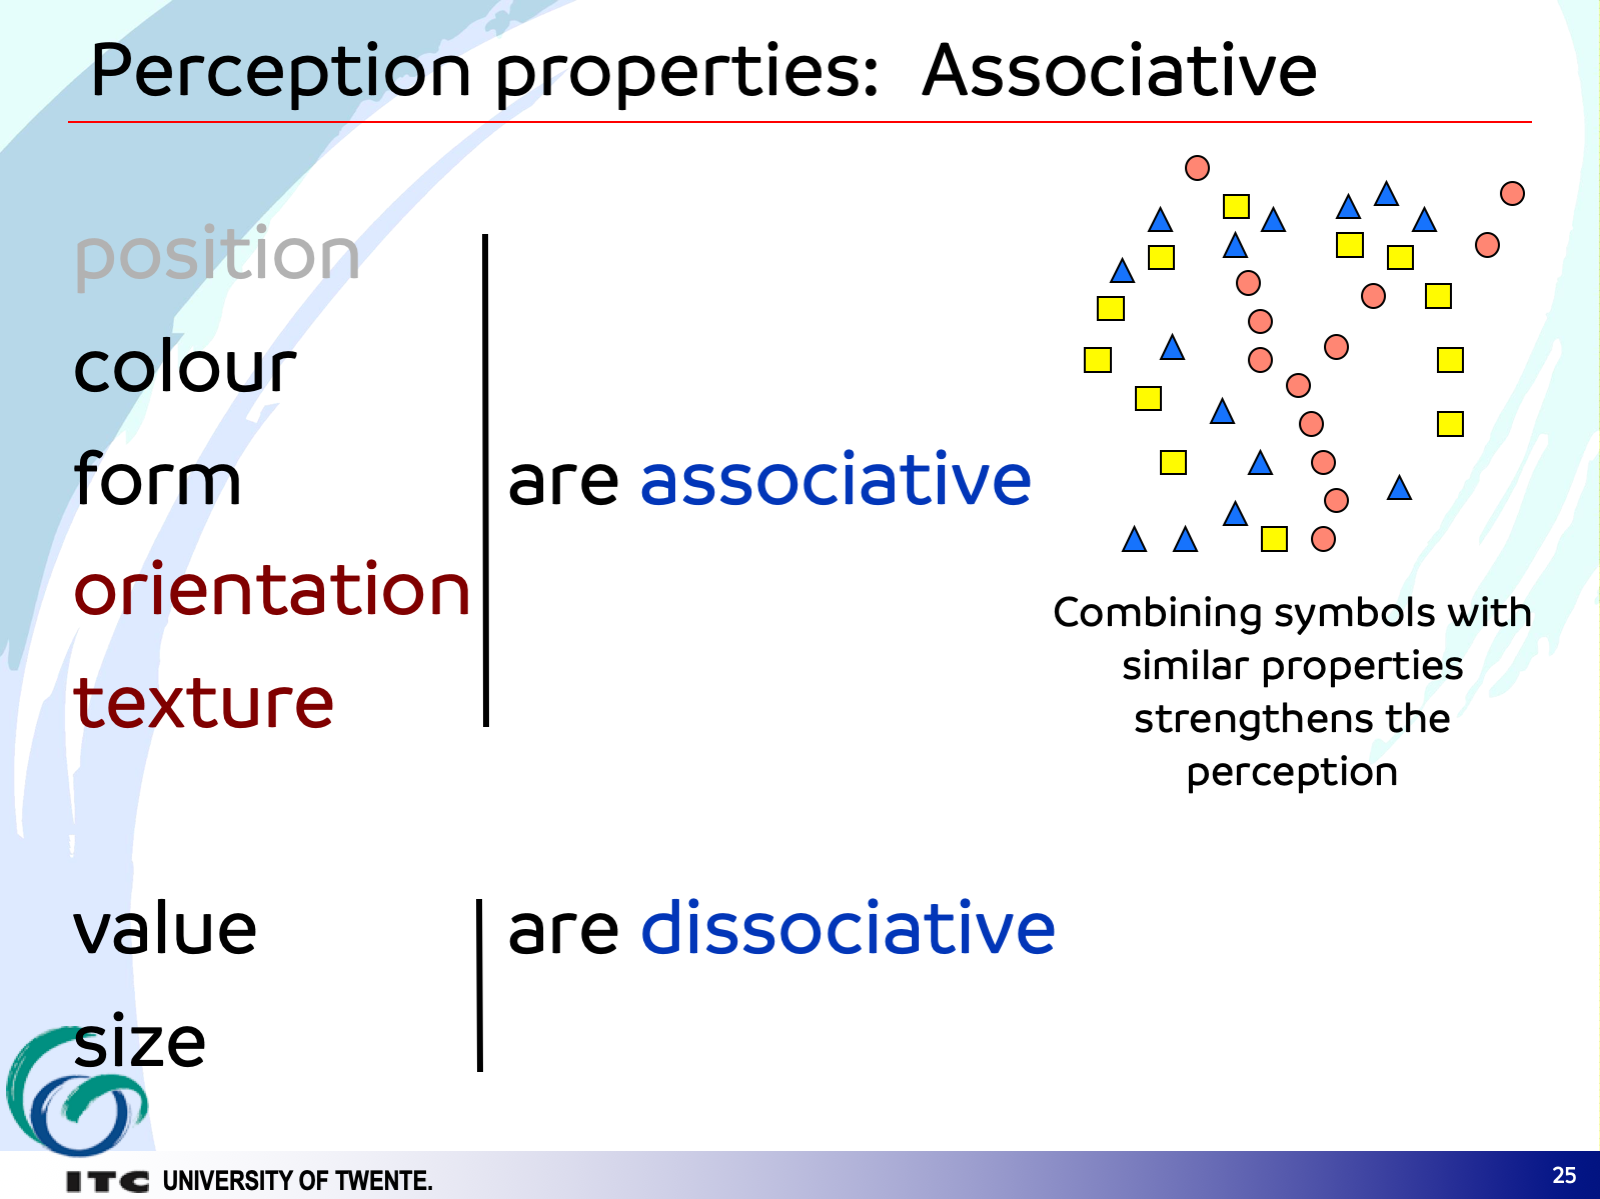 Perception properties: Associative
position
colour
form
orientation
texture
are associative
Combining symbols with
similar properties
strengthens the
perception
value
size
are dissociative
ITC UNIVERSITY OF TWENTE.
25